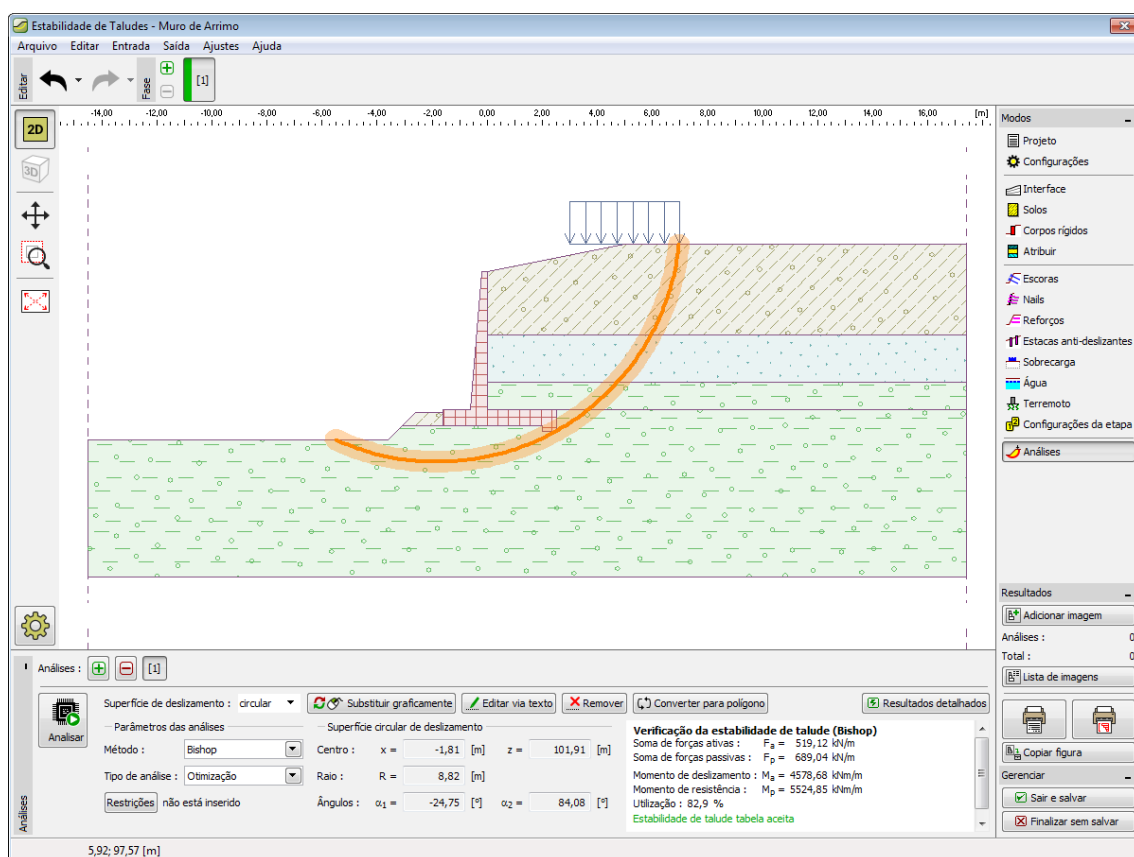 Estabilidade de Taludes - Muro de Arrimo
Arquivo Editar Entrada Saída Ajustes Ajuda
Editar
Fase
[1]
-14,00 -12,00 -10,00 -8,00 -6,00 -4,00 -2,00 0,00 2,00 4,00 6,00 8,00 10,00 12,00 14,00 16,00 [m]
2D
3D
Modos
Projeto
Configurações
Interface
Solos
Corpos rígidos
Atribuir
Escoras
Nails
Reforços
Estacas anti-deslizantes
Sobrecarga
Água
Terremoto
Configurações da etapa
Análises
Resultados
Adicionar imagem
Análises : 0
Total : 0
Lista de imagens
Copiar figura
Gerenciar
Sair e salvar
Finalizar sem salvar
Análises : [1]
Análises
Analisar
Superfície de deslizamento : circular Substituir graficamente Editar via texto Remover Converter para polígono Resultados detalhados
Parâmetros das análises
Método : Bishop
Tipo de análise : Otimização
Restrições não está inserido
Superfície circular de deslizamento
Centro : x = -1,81 [m] z = 101,91 [m]
Raio : R = 8,82 [m]
Ângulos : α1 = -24,75 [°] α2 = 84,08 [°]
Verificação da estabilidade de talude (Bishop)
Soma de forças ativas : Fa = 519,12 kN/m
Soma de forças passivas : Fp = 689,04 kN/m
Momento de deslizamento : Ma = 4578,68 kNm/m
Momento de resistência : Mp = 5524,85 kNm/m
Utilização : 82,9 %
Estabilidade de talude tabela aceita
5,92; 97,57 [m]